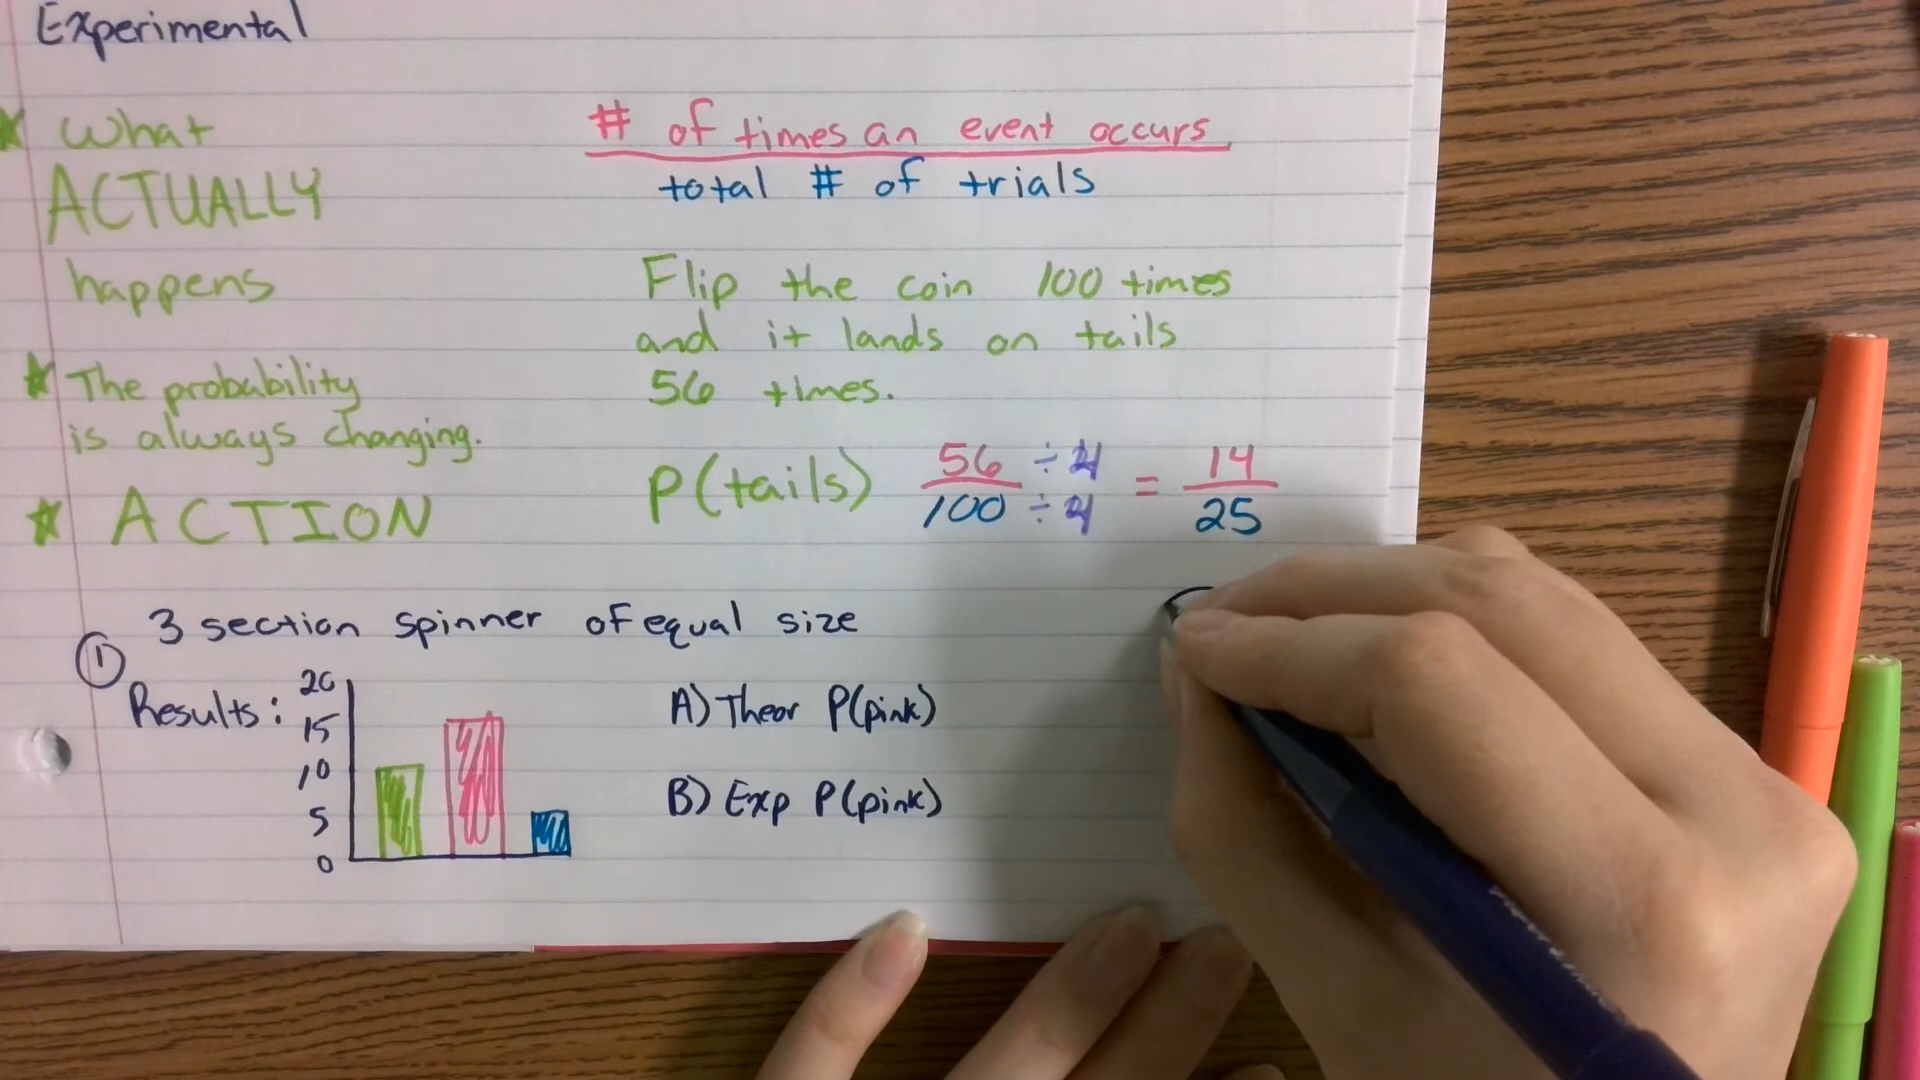 Experimental
What
ACTUALLY
happens
The probability
is always changing.
ACTION
# of times an event occurs
total # of trials
Flip the coin 100 times
and it lands on tails
56 times.
P(tails) 56 ÷ 4 = 14
100 ÷ 4 25
1 3 section spinner of equal size
Results:
20
15
10
5
0
A) Theor P(pink)
B) Exp P(pink)